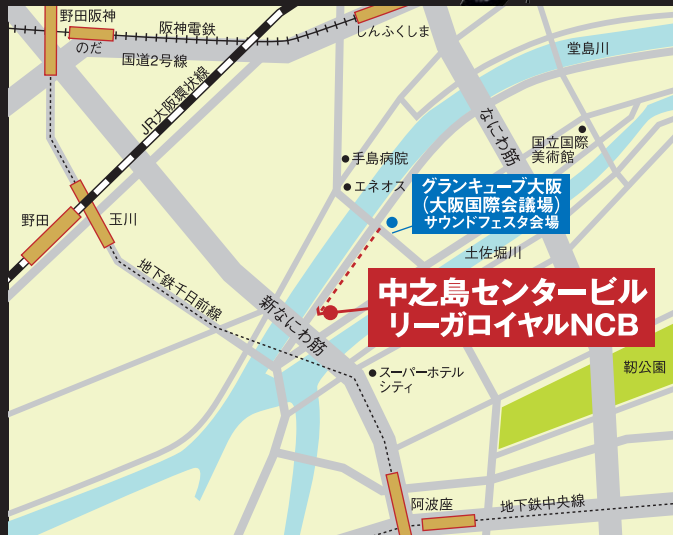 野田阪神
阪神電鉄
のだ
国道2号線
しんふくしま
堂島川
JR大阪環状線
なにわ筋
国立国際
美術館
手島病院
エネオス
グランキューブ大阪
(大阪国際会議場)
サウンドフェスタ会場
野田
玉川
土佐堀川
地下鉄千日前線
中之島センタービル
リーガロイヤルNCB
新なにわ筋
スーパーホテル
シティ
靭公園
阿波座
地下鉄中央線